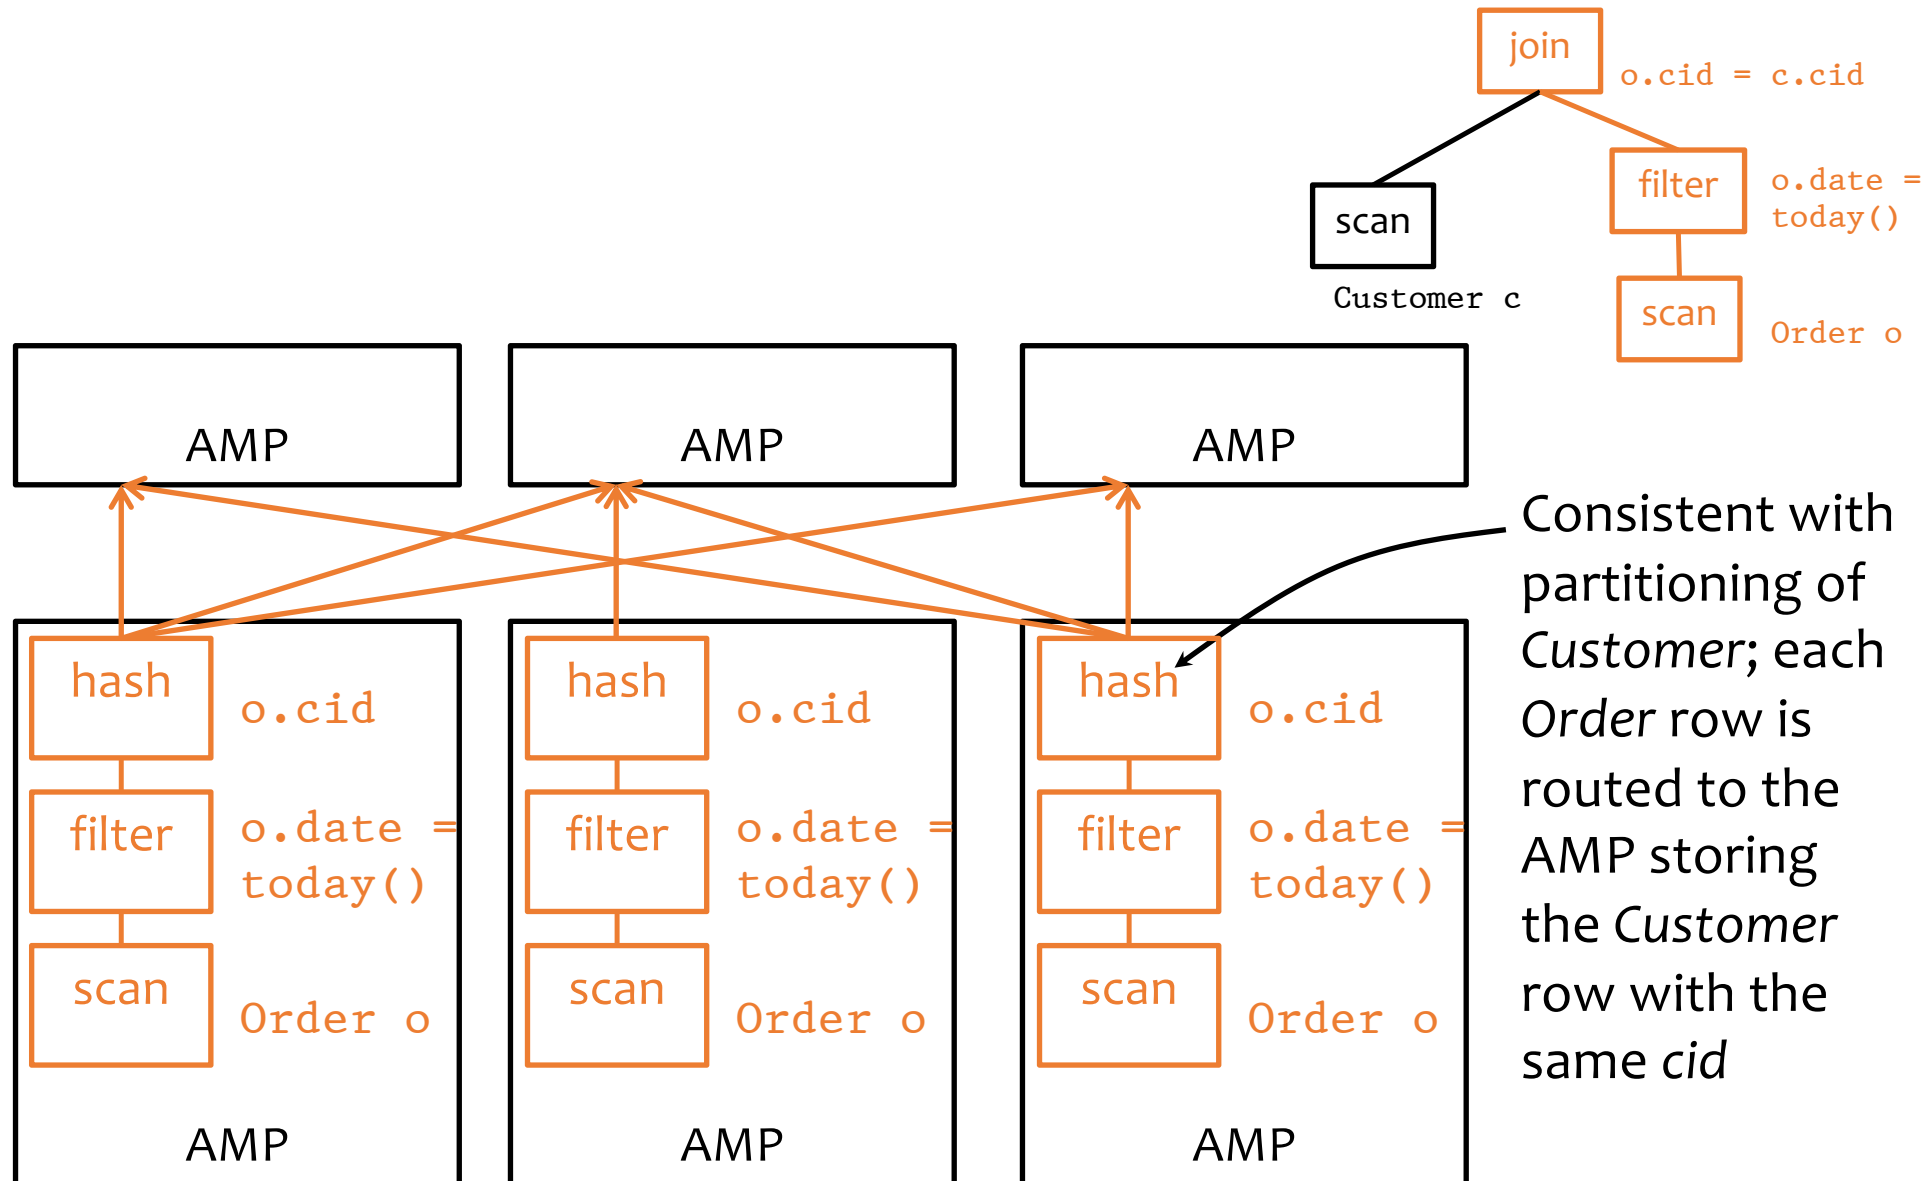 join
o.cid = c.cid
filter
o.date =
today()
scan
Customer c
scan
Order o
AMP
AMP
AMP
Consistent with
partitioning of
Customer; each
Order row is
routed to the
AMP storing
the Customer
row with the
same cid
hash
o.cid
filter
o.date =
today()
scan
Order o
AMP
hash
o.cid
filter
o.date =
today()
scan
Order o
AMP
hash
o.cid
filter
o.date =
today()
scan
Order o
AMP